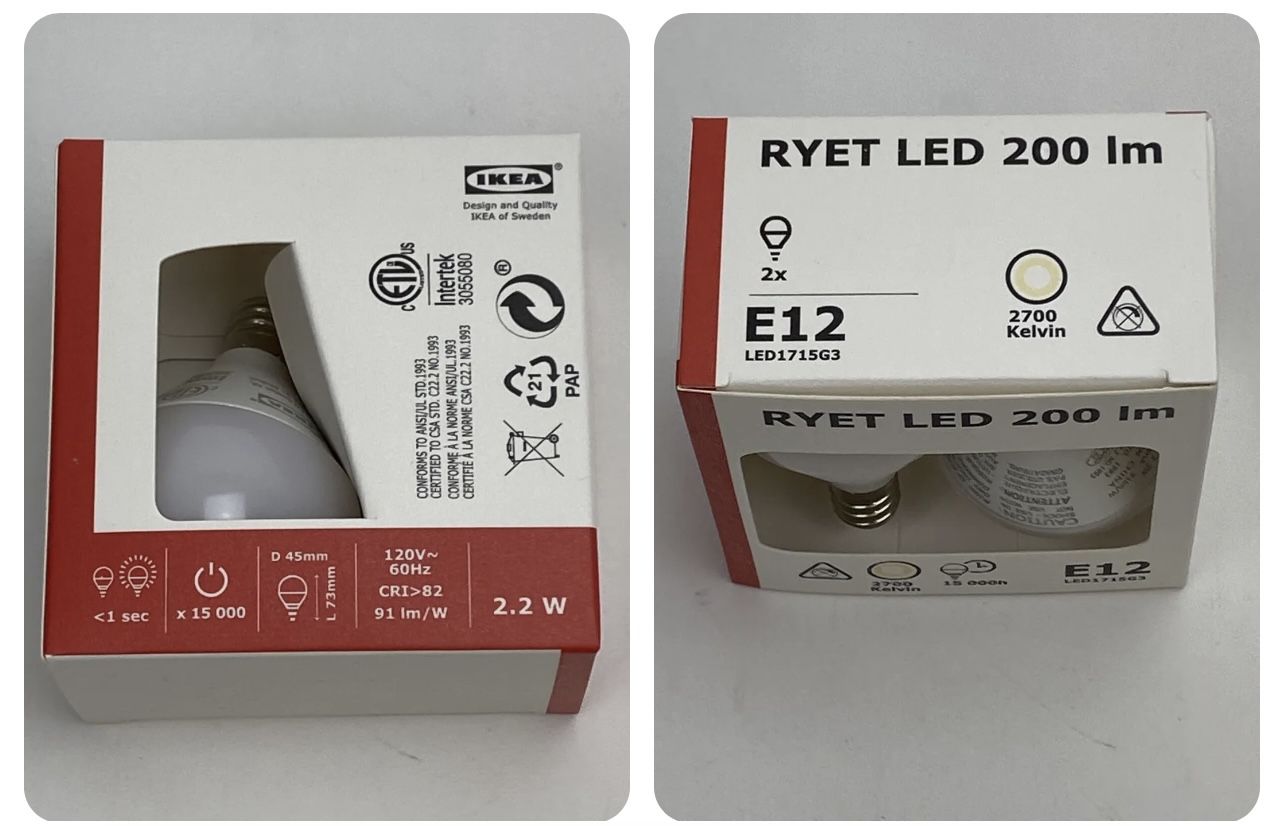 IKEA®
Design and Quality
IKEA of Sweden
c ETL US
Intertek
3055080
CONFORMS TO ANSI/UL STD.1993
CERTIFIED TO CSA STD. C22.2 NO.1993
CONFORME À LA NORME ANSI/UL.1993
CERTIFIÉ À LA NORME CSA C22.2 NO.1993
®
21
PAP
<1 sec
x 15 000
D 45mm
L 73mm
120V~
60Hz
CRI>82
91 lm/W
2.2 W
RYET LED 200 lm
2x
E12
LED1715G3
2700
Kelvin
RYET LED 200 lm
CAUTION
ATTENTION
2700
Kelvin
15 000h
E12
LED1715G3